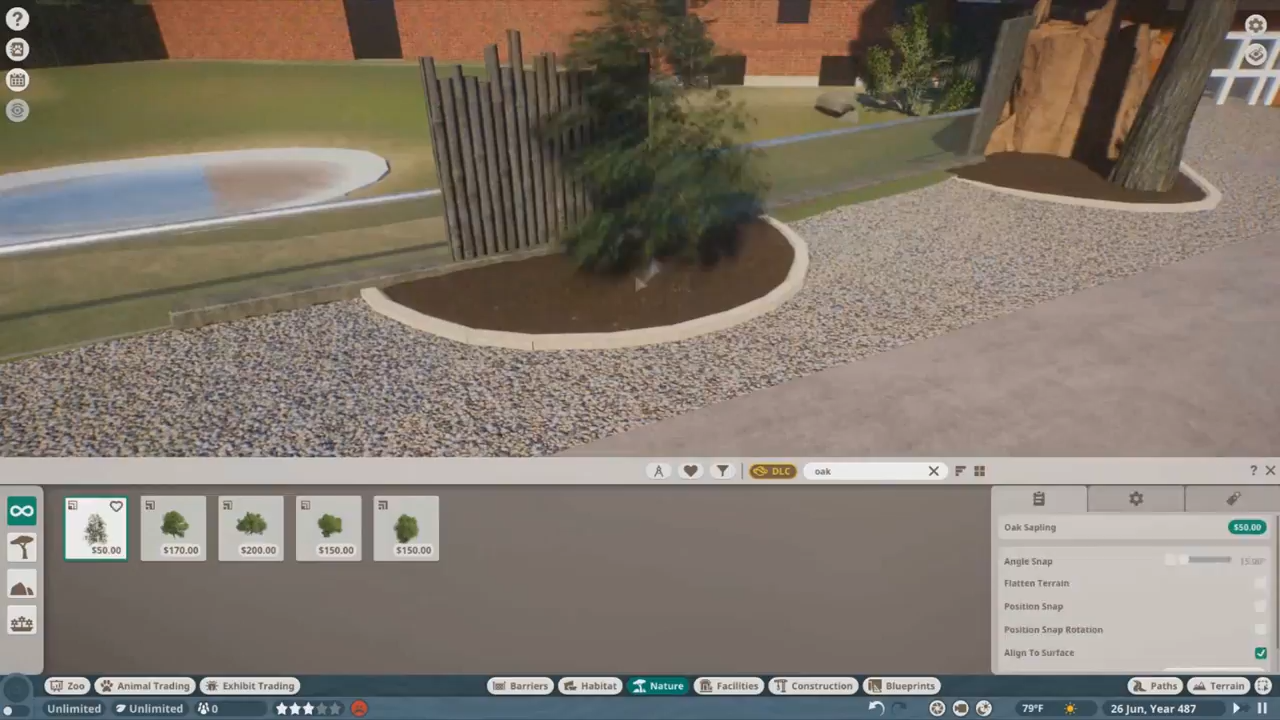 DLC
oak
$50.00
$170.00
$200.00
$150.00
$150.00
Oak Sapling
$50.00
Angle Snap
Flatten Terrain
Position Snap
Position Snap Rotation
Align To Surface
Zoo
Animal Trading
Exhibit Trading
Barriers
Habitat
Nature
Facilities
Construction
Blueprints
Paths
Terrain
Unlimited
Unlimited
0
79°F
26 Jun, Year 487